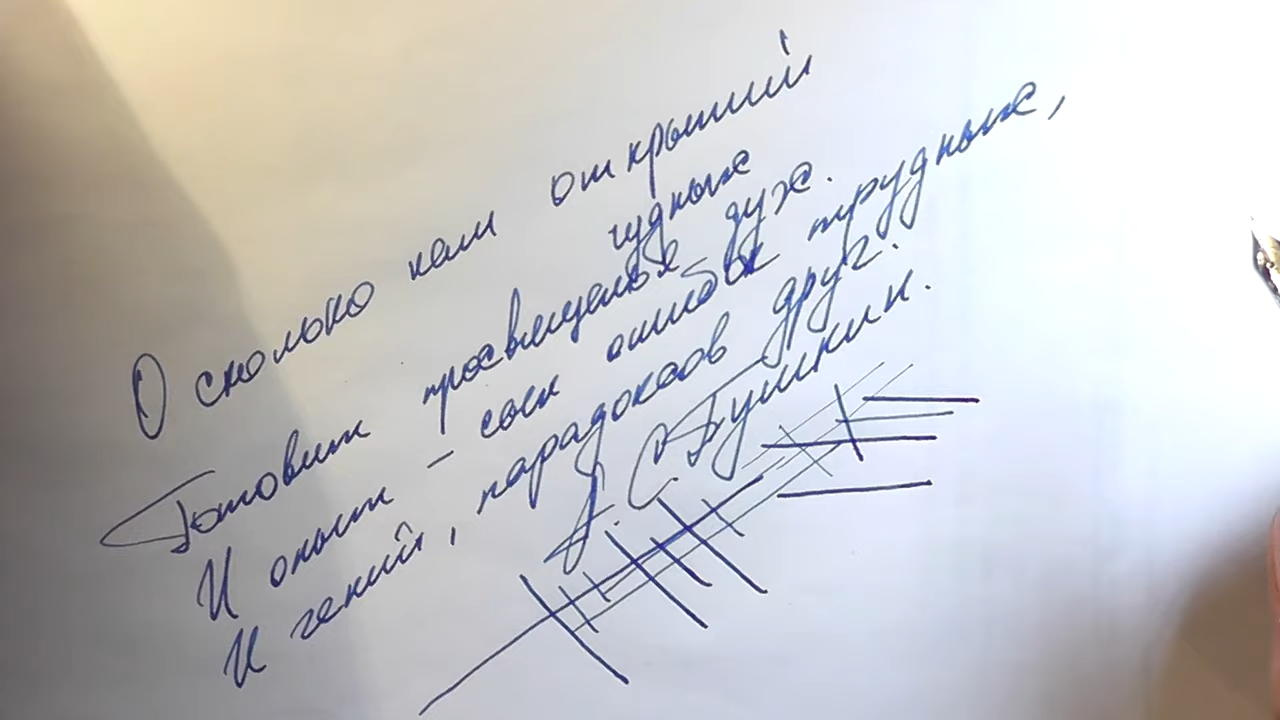 О сколько нам открытий
чудных
Готовит просвещенья дух.
И опыт – сын ошибок трудных,
И гений, парадоксов друг.
А. С. Пушкин.